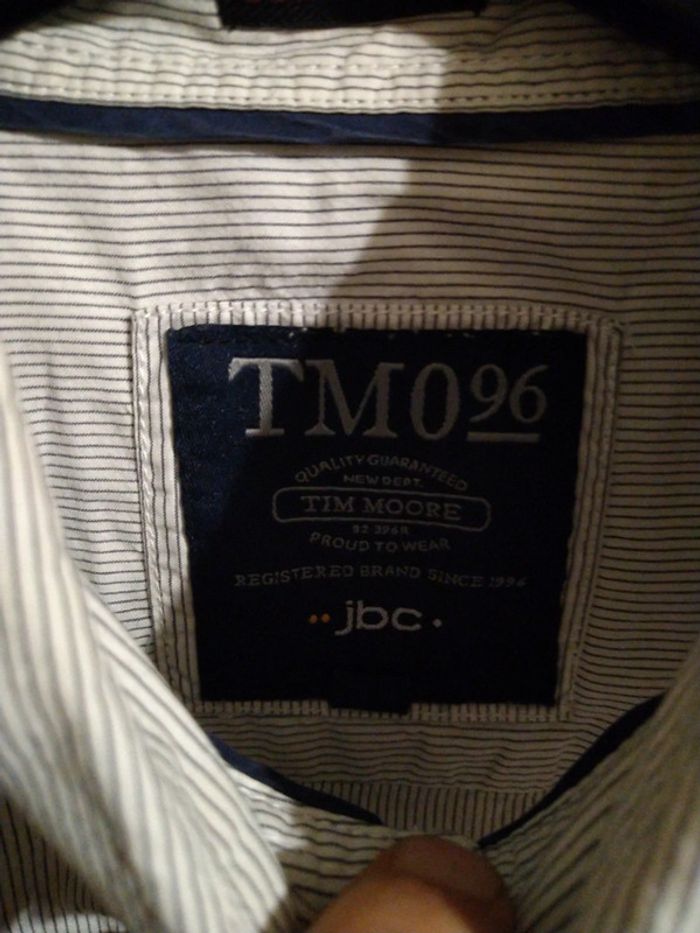 TM096
QUALITY GUARANTEED
NEW DEPT.
TIM MOORE
PROUD TO WEAR
REGISTERED BRAND SINCE 1996
jbc